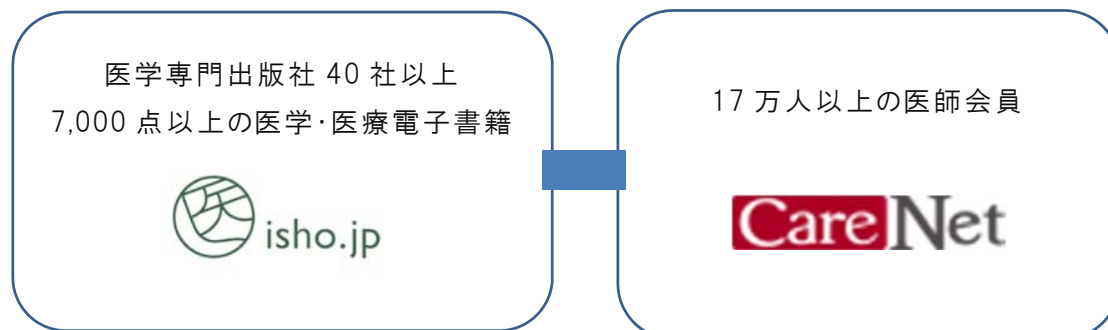 医学専門出版社 40 社以上
7,000 点以上の医学・医療電子書籍
医 isho.jp
17 万人以上の医師会員
CareNet